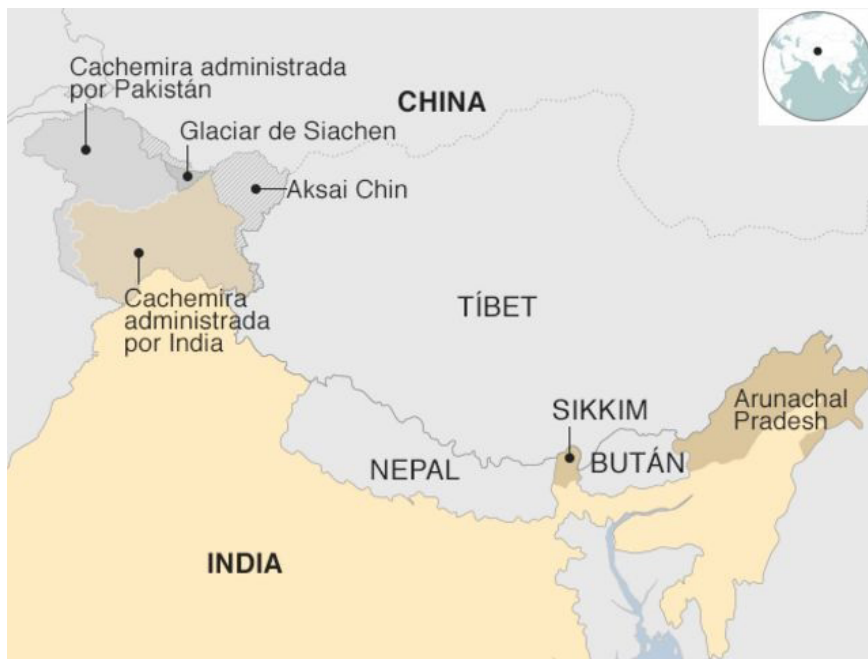 Cachemira administrada
por Pakistán
CHINA
Glaciar de Siachen
Aksai Chin
Cachemira
administrada
por India
TÍBET
SIKKIM
Arunachal
Pradesh
NEPAL
BUTÁN
INDIA